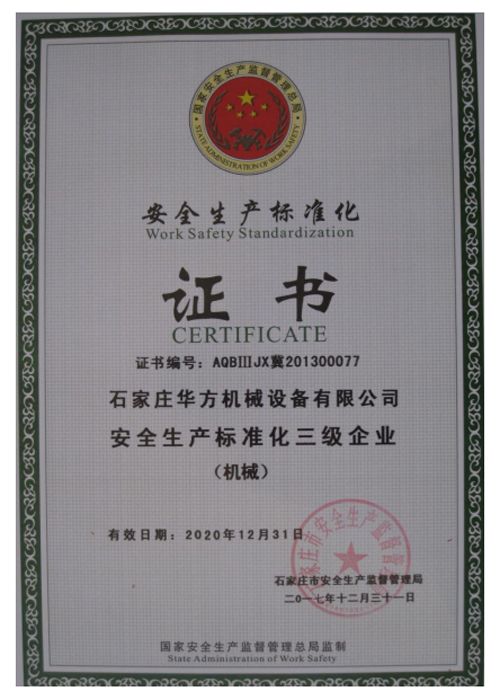 国家安全生产监督管理总局
STATE ADMINISTRATION OF WORK SAFETY
安全生产标准化
Work Safety Standardization
证书
CERTIFICATE
证书编号：AQBⅢJX冀201300077
石家庄华方机械设备有限公司
安全生产标准化三级企业
（机械）
有效日期：2020年12月31日
石家庄市安全生产监督管理局
石家庄市安全生产监督管理局
二〇一七年十二月三十一日
国家安全生产监督管理总局监制
State Administration of Work Safety